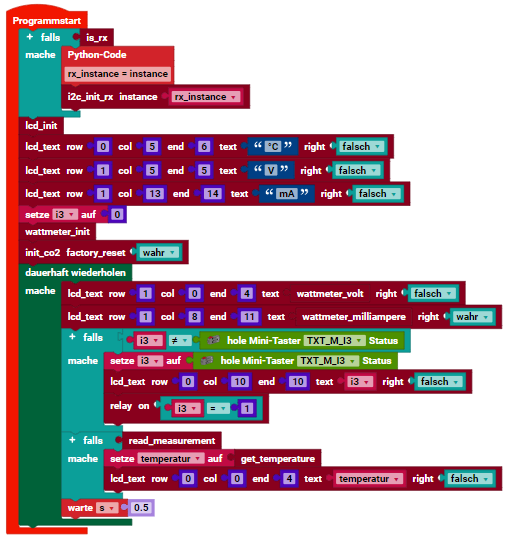 Programmstart
+ falls is_rx
mache Python-Code
rx_instance = instance
i2c_init_rx instance rx_instance
lcd_init
lcd_text row 0 col 5 end 6 text “ °C ” right falsch
lcd_text row 1 col 5 end 5 text “ V ” right falsch
lcd_text row 1 col 13 end 14 text “ mA ” right falsch
setze i3 auf 0
wattmeter_init
init_co2 factory_reset wahr
dauerhaft wiederholen
mache lcd_text row 1 col 0 end 4 text wattmeter_volt right falsch
lcd_text row 1 col 8 end 11 text wattmeter_milliampere right wahr
+ falls i3 ≠ hole Mini-Taster TXT_M_I3 Status
mache setze i3 auf hole Mini-Taster TXT_M_I3 Status
lcd_text row 0 col 10 end 10 text i3 right falsch
relay on i3 = 1
+ falls read_measurement
mache setze temperatur auf get_temperature
lcd_text row 0 col 0 end 4 text temperatur right falsch
warte s 0.5